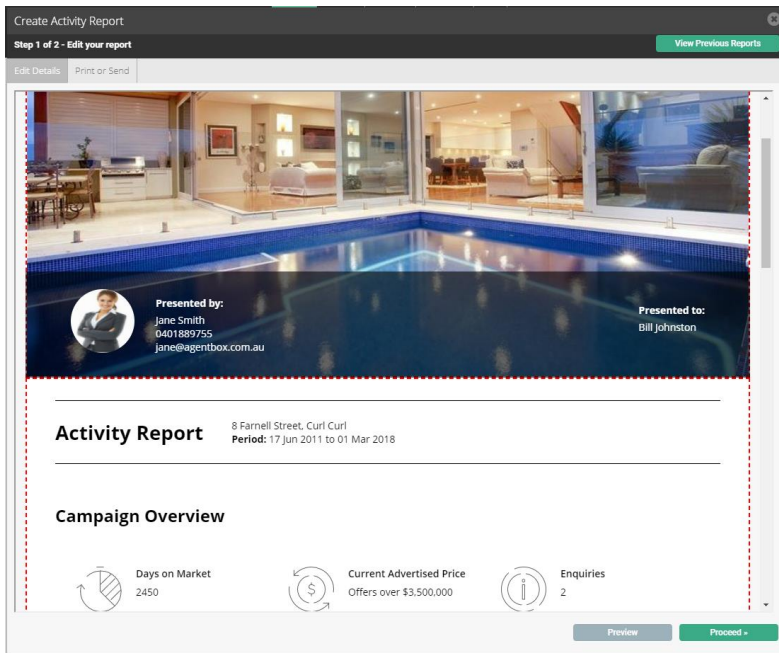 Create Activity Report
Step 1 of 2 - Edit your report
View Previous Reports
Edit Details
Print or Send
Presented by:
Jane Smith
0401889755
jane@agentbox.com.au
Presented to:
Bill Johnston
Activity Report
8 Farnell Street, Curl Curl
Period: 17 Jun 2011 to 01 Mar 2018
Campaign Overview
Days on Market
2450
Current Advertised Price
Offers over $3,500,000
Enquiries
2
Preview
Proceed »